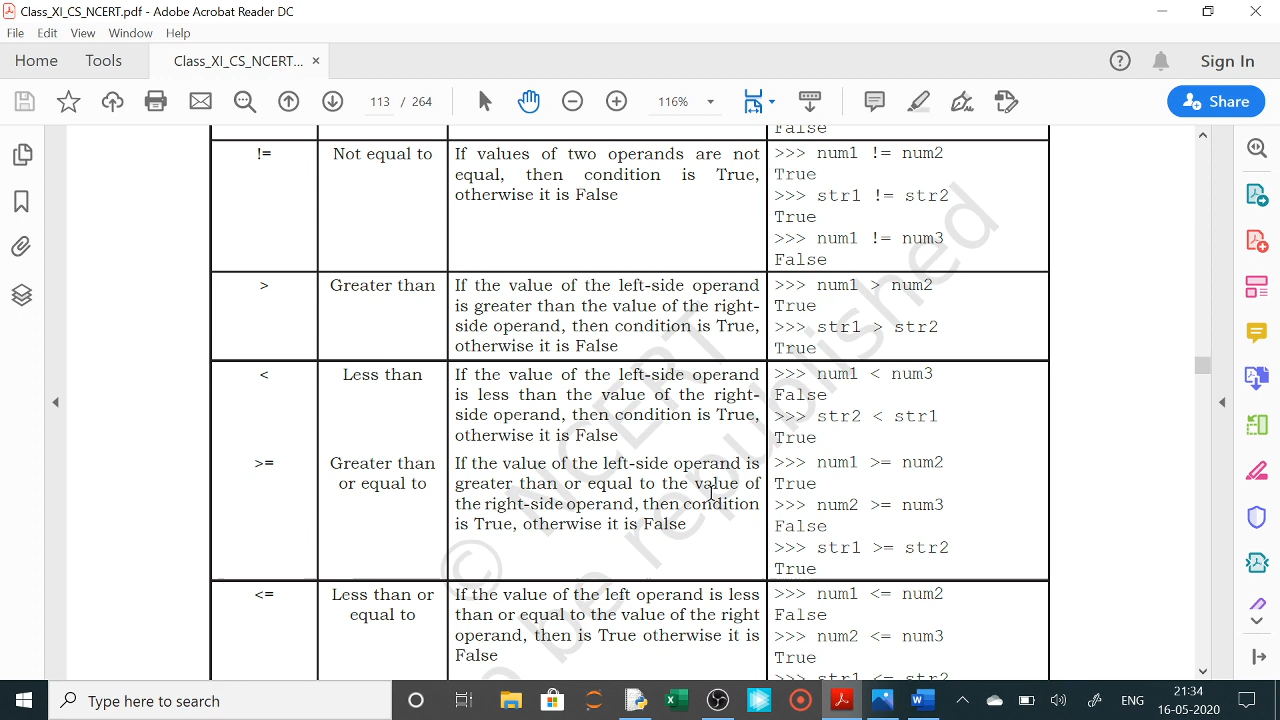 Class_XI_CS_NCERT.pdf - Adobe Acrobat Reader DC
File Edit View Window Help
Home Tools Class_XI_CS_NCERT... × Sign In
113 / 264 116% Share
False
!= Not equal to If values of two operands are not >>> num1 != num2
equal, then condition is True, True
otherwise it is False >>> str1 != str2
True
>>> num1 != num3
False
> Greater than If the value of the left-side operand >>> num1 > num2
is greater than the value of the right- True
side operand, then condition is True, >>> str1 > str2
otherwise it is False True
< Less than If the value of the left-side operand >>> num1 < num3
is less than the value of the right- False
side operand, then condition is True, >>> str2 < str1
otherwise it is False True
>= Greater than If the value of the left-side operand is >>> num1 >= num2
or equal to greater than or equal to the value of True
the right-side operand, then condition >>> num2 >= num3
is True, otherwise it is False False
>>> str1 >= str2
True
<= Less than or If the value of the left operand is less >>> num1 <= num2
equal to than or equal to the value of the right False
operand, then is True otherwise it is >>> num2 <= num3
False True
>>> str1 <= str2
© NCERT
be republished
Type here to search ENG 21:34
16-05-2020